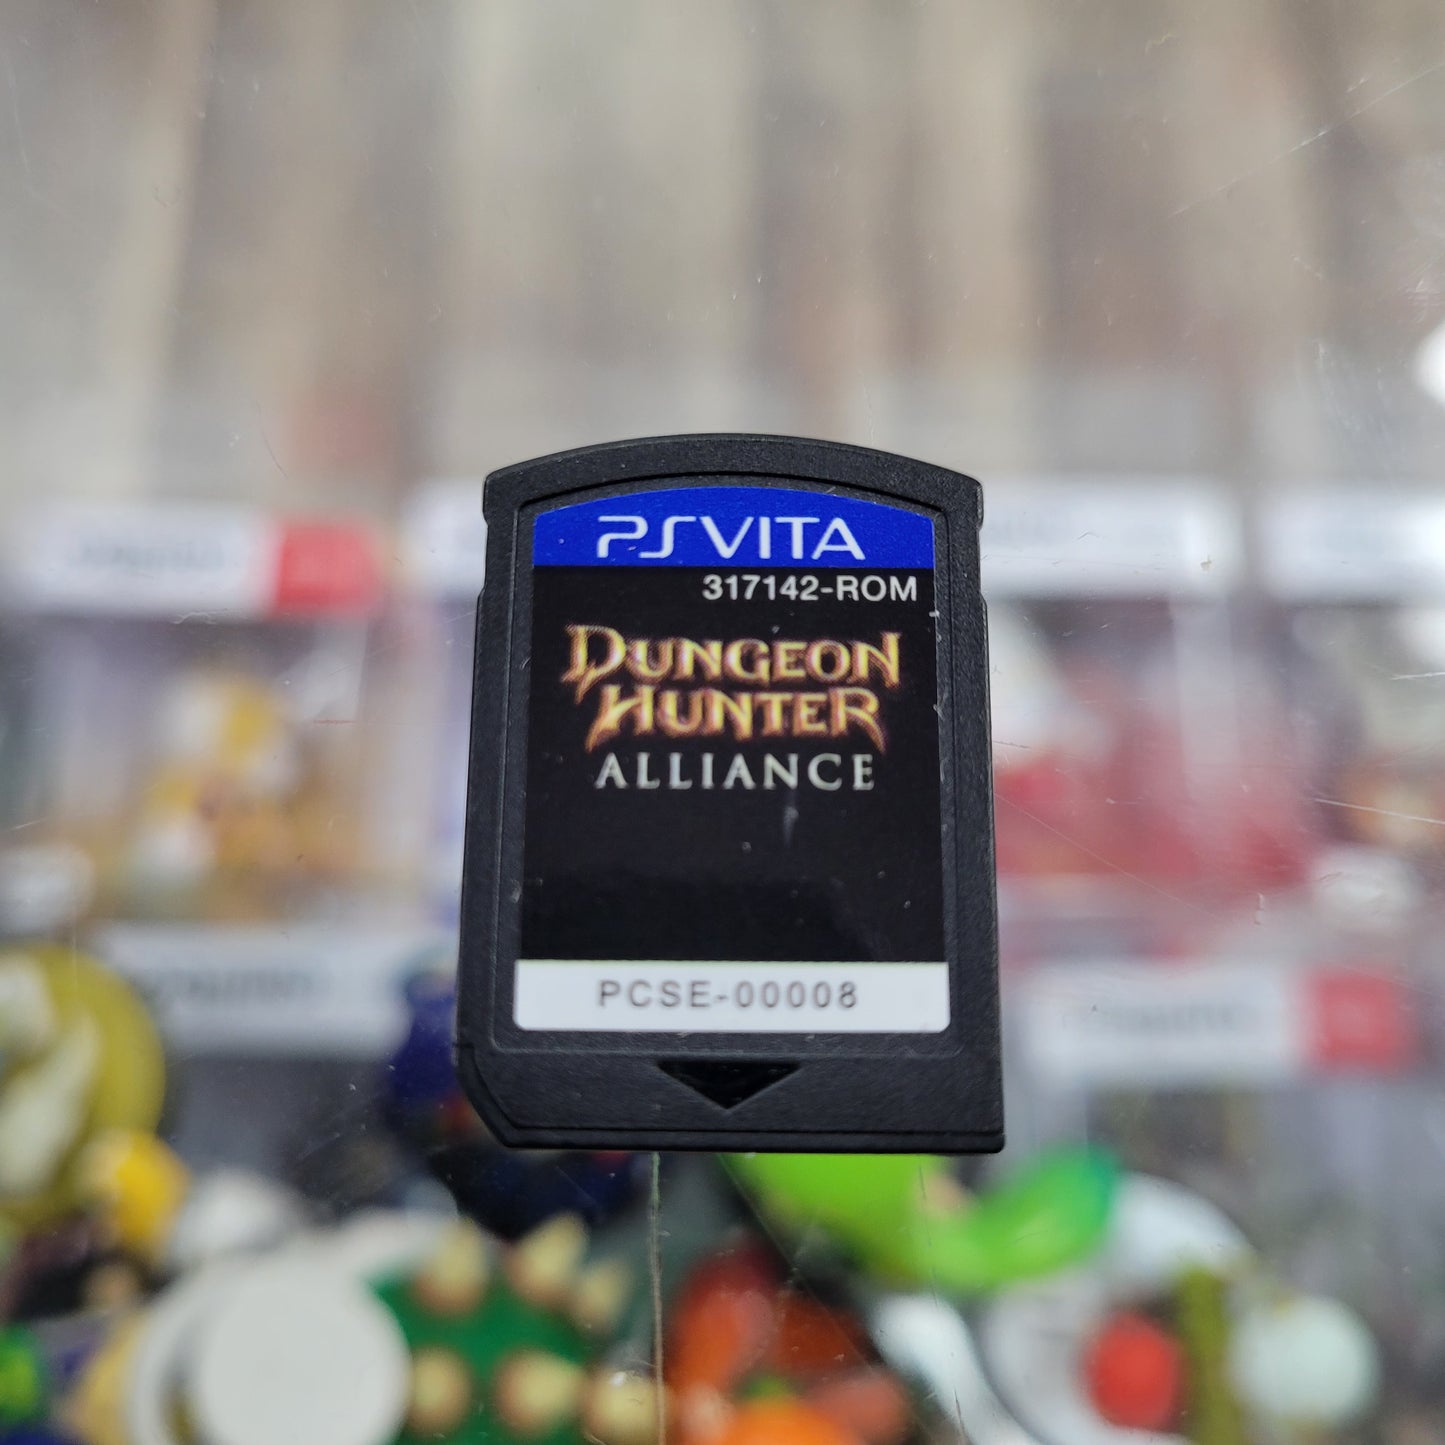 PSVITA
317142-ROM
DUNGEON
HUNTER
ALLIANCE
PCSE-00008